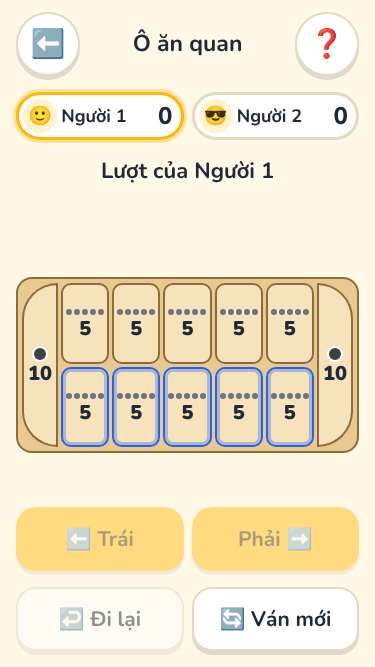 Ô ăn quan
Người 1 0
Người 2 0
Lượt của Người 1
5 5 5 5 5
10 10
5 5 5 5 5
Trái
Phải
Đi lại
Ván mới